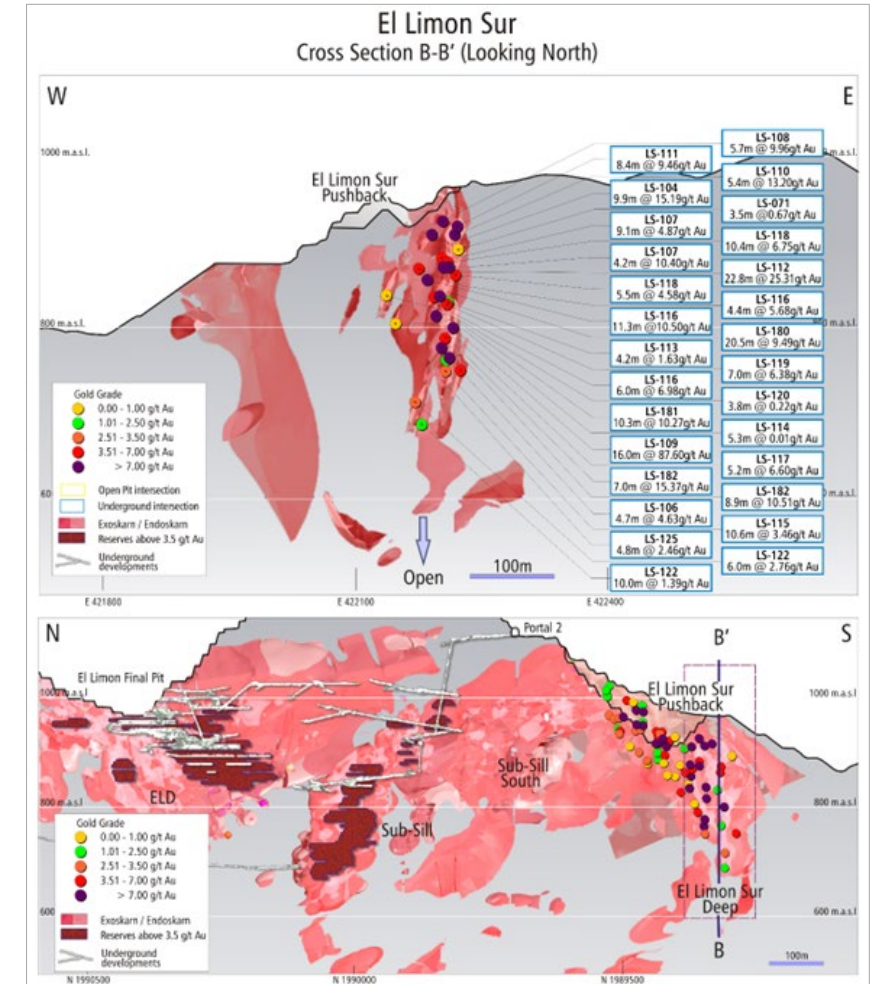 El Limon Sur
Cross Section B-B' (Looking North)
W
E
1000 m.a.s.l.
El Limon Sur
Pushback
800 m.a.s.l.
60
LS-111
8.4m @ 9.46g/t Au
LS-104
9.9m @ 15.19g/t Au
LS-107
9.1m @ 4.87g/t Au
LS-107
4.2m @ 10.40g/t Au
LS-118
5.5m @ 4.58g/t Au
LS-116
11.3m @10.50g/t Au
LS-113
4.2m @ 1.63g/t Au
LS-116
6.0m @ 6.98g/t Au
LS-181
10.3m @ 10.27g/t Au
LS-109
16.0m @ 87.60g/t Au
LS-182
7.0m @ 15.37g/t Au
LS-106
4.7m @ 4.63g/t Au
LS-125
4.8m @ 2.46g/t Au
LS-122
10.0m @ 1.39g/t Au
LS-108
5.7m @ 9.96g/t Au
LS-110
5.4m @ 13.20g/t Au
LS-071
3.5m @0.67g/t Au
LS-118
10.4m @ 6.75g/t Au
LS-112
22.8m @ 25.31g/t Au
LS-116
4.4m @ 5.68g/t Au
LS-180
20.5m @ 9.49g/t Au
LS-119
7.0m @ 6.38g/t Au
LS-120
3.8m @ 0.22g/t Au
LS-114
5.3m @ 0.01g/t Au
LS-117
5.2m @ 6.60g/t Au
LS-182
8.9m @ 10.51g/t Au
LS-115
10.6m @ 3.46g/t Au
LS-122
6.0m @ 2.76g/t Au
Gold Grade
0.00 - 1.00 g/t Au
1.01 - 2.50 g/t Au
2.51 - 3.50 g/t Au
3.51 - 7.00 g/t Au
> 7.00 g/t Au
Open Pit intersection
Underground intersection
Exoskarn / Endoskarn
Reserves above 3.5 g/t Au
Underground
developments
Open
100m
E 421800
E 422100
E 422400
N
S
Portal 2
B'
El Limon Final Pit
El Limon Sur
Pushback
1000 m.a.s.l.
1000 m.a.s.l.
Sub-Sill
South
ELD
800 m.a.s.l.
Sub-Sill
Gold Grade
0.00 - 1.00 g/t Au
1.01 - 2.50 g/t Au
2.51 - 3.50 g/t Au
3.51 - 7.00 g/t Au
> 7.00 g/t Au
Exoskarn / Endoskarn
Reserves above 3.5 g/t Au
Underground
developments
El Limon Sur
Deep
600
600 m.a.s.l.
B
100m
N 1990500
N 1990000
N 1989500